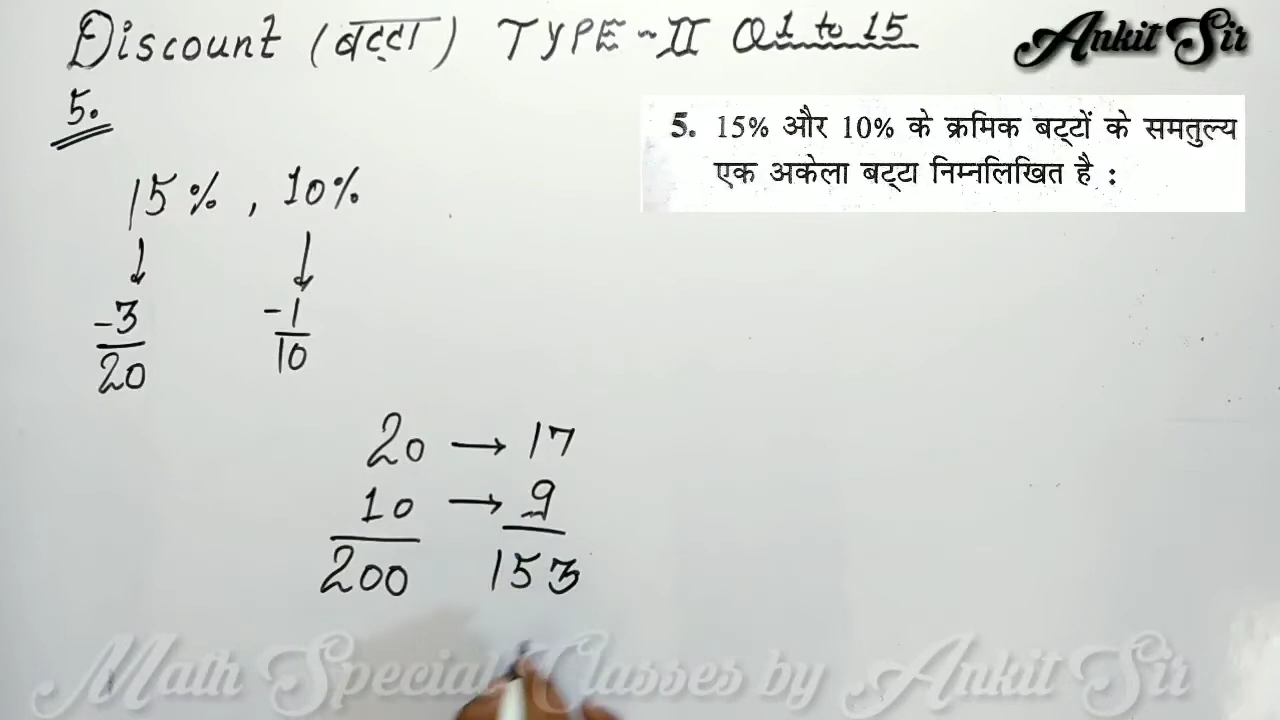 Discount (बट्टा) TYPE-II Q1 to 15
Ankit Sir
5.
5. 15% और 10% के क्रमिक बट्टों के समतुल्य
एक अकेला बट्टा निम्नलिखित है :
15%, 10%
↓ ↓
-3/20 -1/10
20 → 17
10 → 9
200 153
Math Special Classes by Ankit Sir